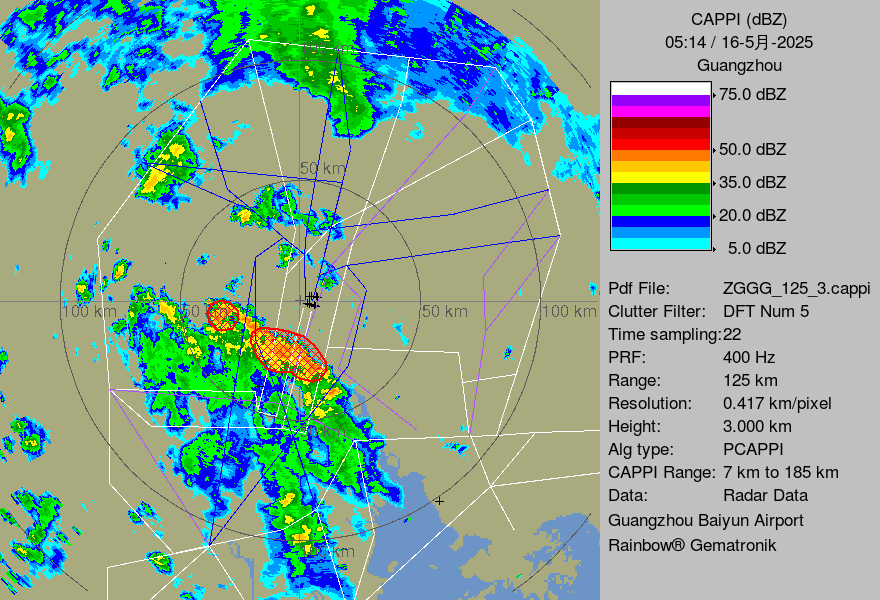 CAPPI (dBZ)
05:14 / 16-5月-2025
Guangzhou
75.0 dBZ
50.0 dBZ
35.0 dBZ
20.0 dBZ
5.0 dBZ
50 km
100 km
50 km
50 km
100 km
km
km
Pdf File: ZGGG_125_3.cappi
Clutter Filter: DFT Num 5
Time sampling:22
PRF: 400 Hz
Range: 125 km
Resolution: 0.417 km/pixel
Height: 3.000 km
Alg type: PCAPPI
CAPPI Range: 7 km to 185 km
Data: Radar Data
Guangzhou Baiyun Airport
Rainbow® Gematronik